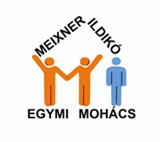 MEIXNER ILDIKÓ
EGYMI MOHÁCS